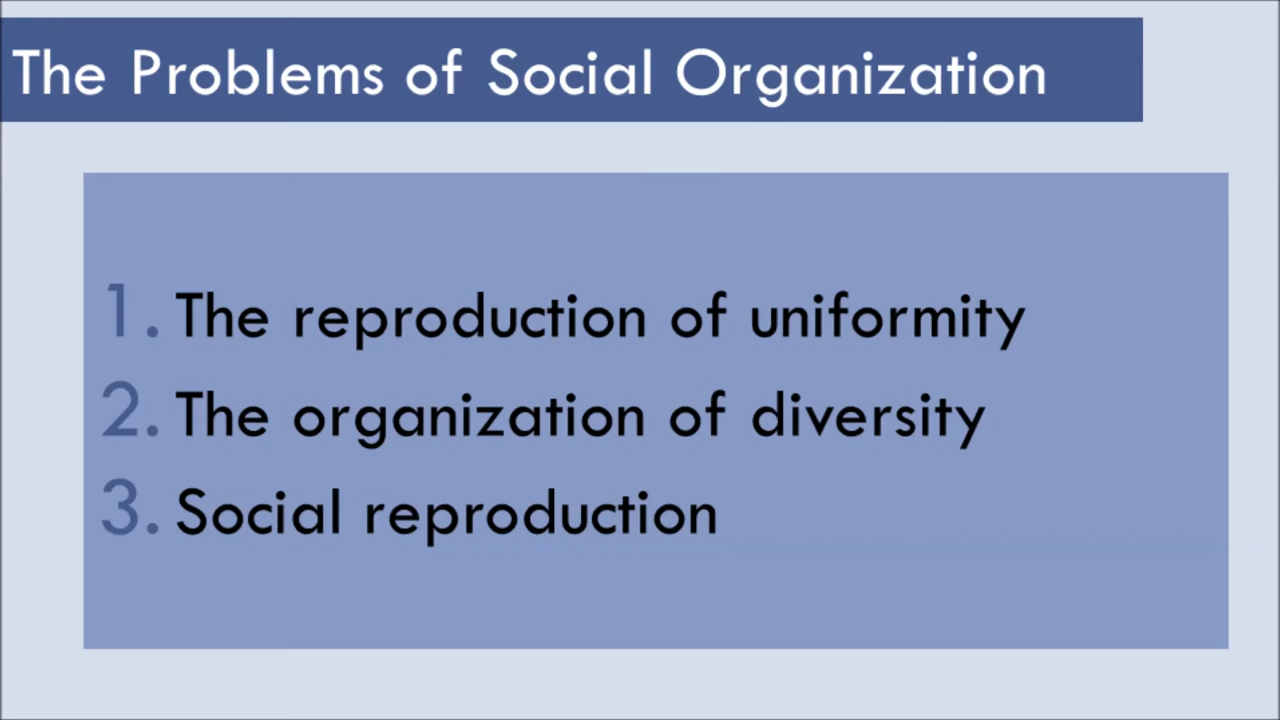 The Problems of Social Organization
1. The reproduction of uniformity
2. The organization of diversity
3. Social reproduction